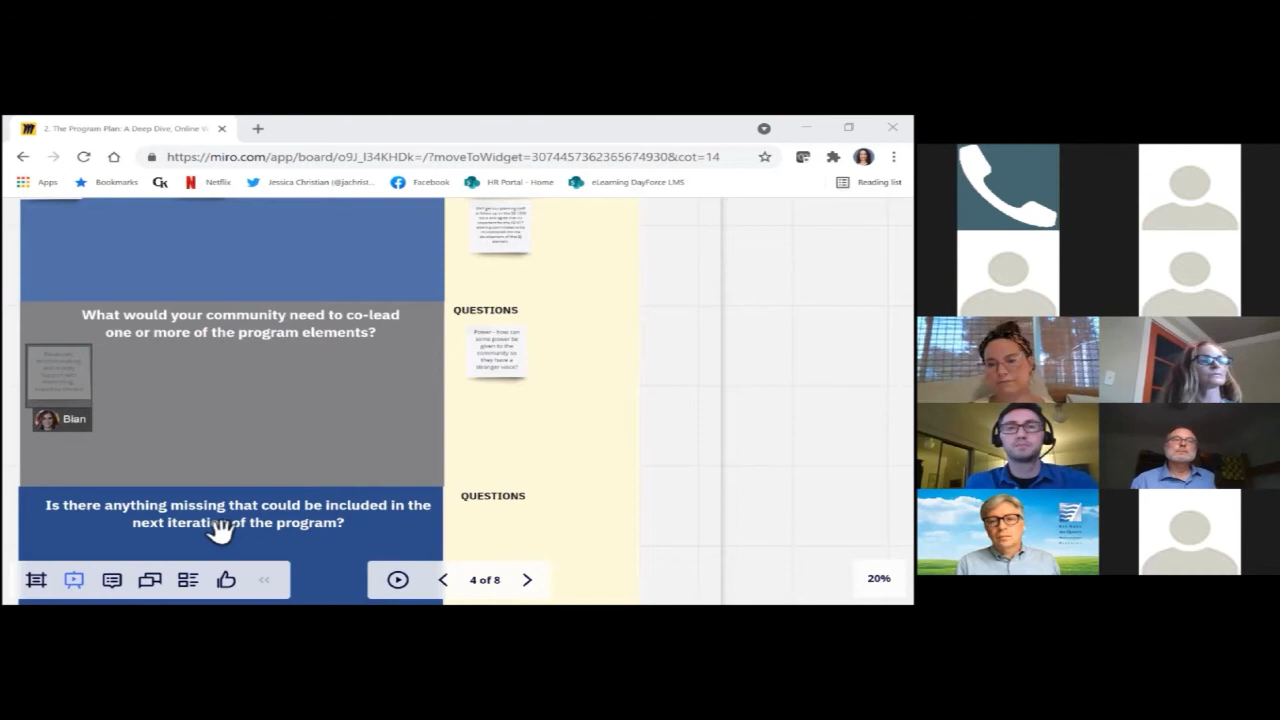 2. The Program Plan: A Deep Dive, Online
https://miro.com/app/board/o9J_l34KHDk=/?moveToWidget=3074457362365674930&cot=14
Apps Bookmarks Netflix Jessica Christian (@jachrist... Facebook HR Portal - Home eLearning DayForce LMS Reading list
What would your community need to co-lead
one or more of the program elements?
QUESTIONS
Power - how can
some power be
given to the
community so
they have a
stronger voice?
Bian
Is there anything missing that could be included in the
next iteration of the program?
QUESTIONS
4 of 8
20%